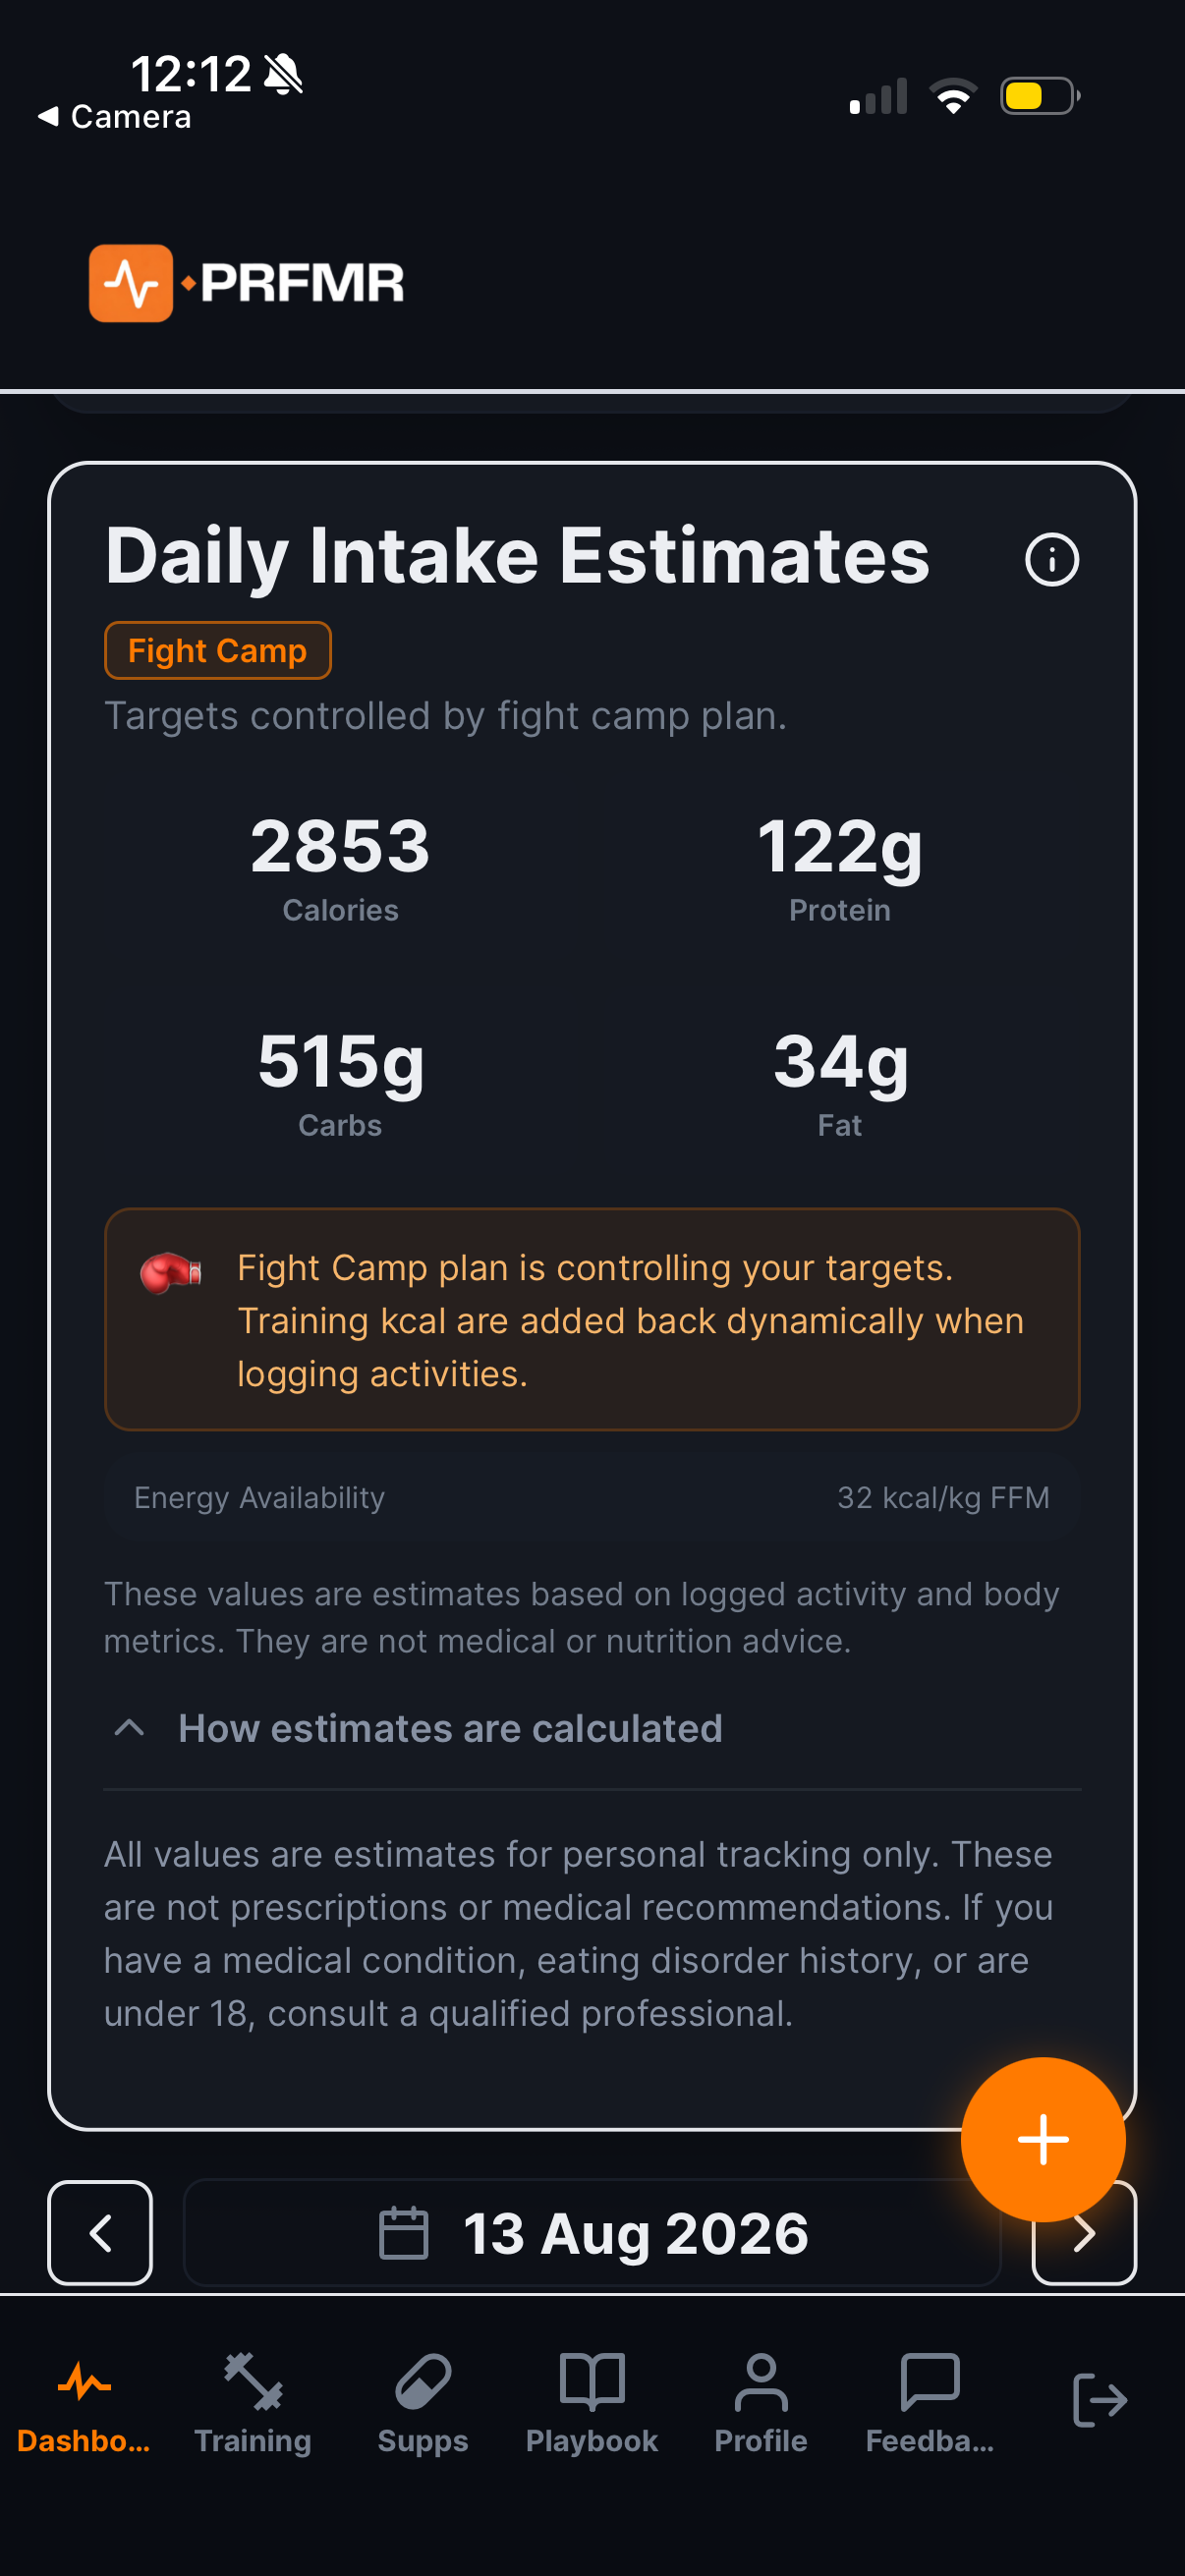 12:12
Camera
PRFMR
Daily Intake Estimates
Fight Camp
Targets controlled by fight camp plan.
2853
Calories
122g
Protein
515g
Carbs
34g
Fat
Fight Camp plan is controlling your targets.
Training kcal are added back dynamically when
logging activities.
Energy Availability
32 kcal/kg FFM
These values are estimates based on logged activity and body
metrics. They are not medical or nutrition advice.
How estimates are calculated
All values are estimates for personal tracking only. These
are not prescriptions or medical recommendations. If you
have a medical condition, eating disorder history, or are
under 18, consult a qualified professional.
13 Aug 2026
Dashbo...
Training
Supps
Playbook
Profile
Feedba...